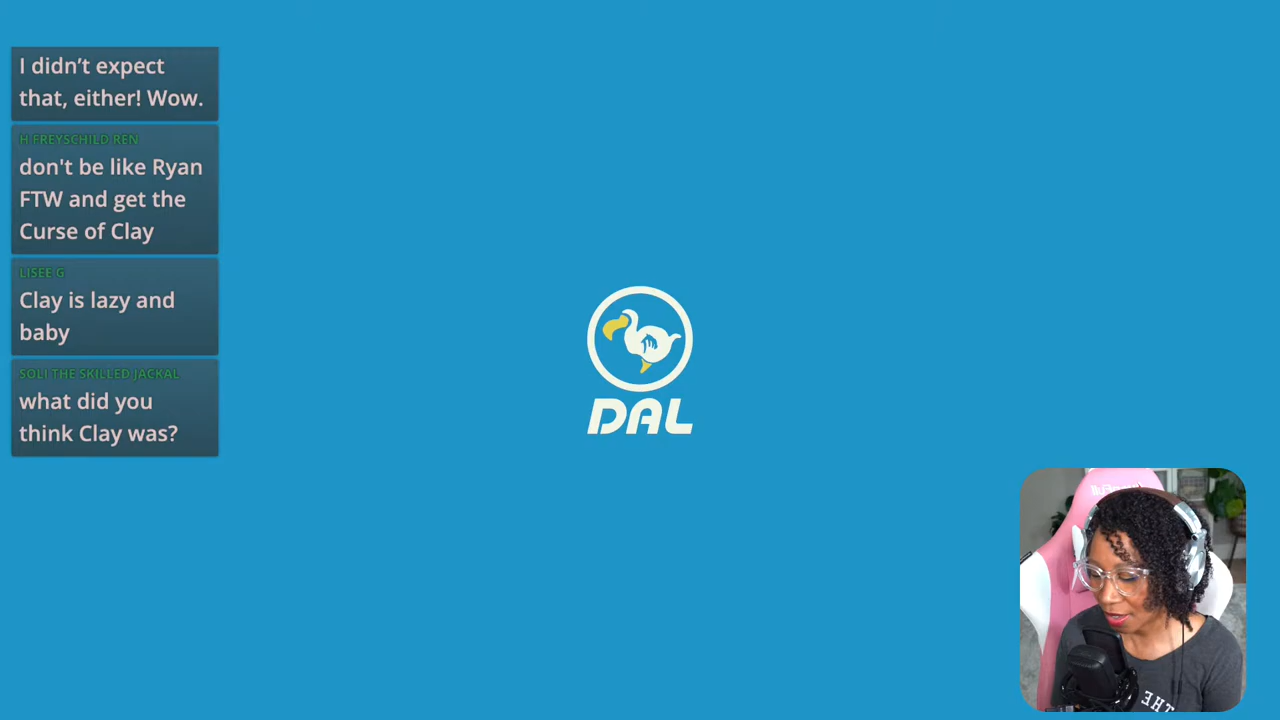 I didn’t expect
that, either! Wow.
H FREYSCHILD REN
don't be like Ryan
FTW and get the
Curse of Clay
LISEE G
Clay is lazy and
baby
SOLI THE SKILLED JACKAL
what did you
think Clay was?
DAL
THE